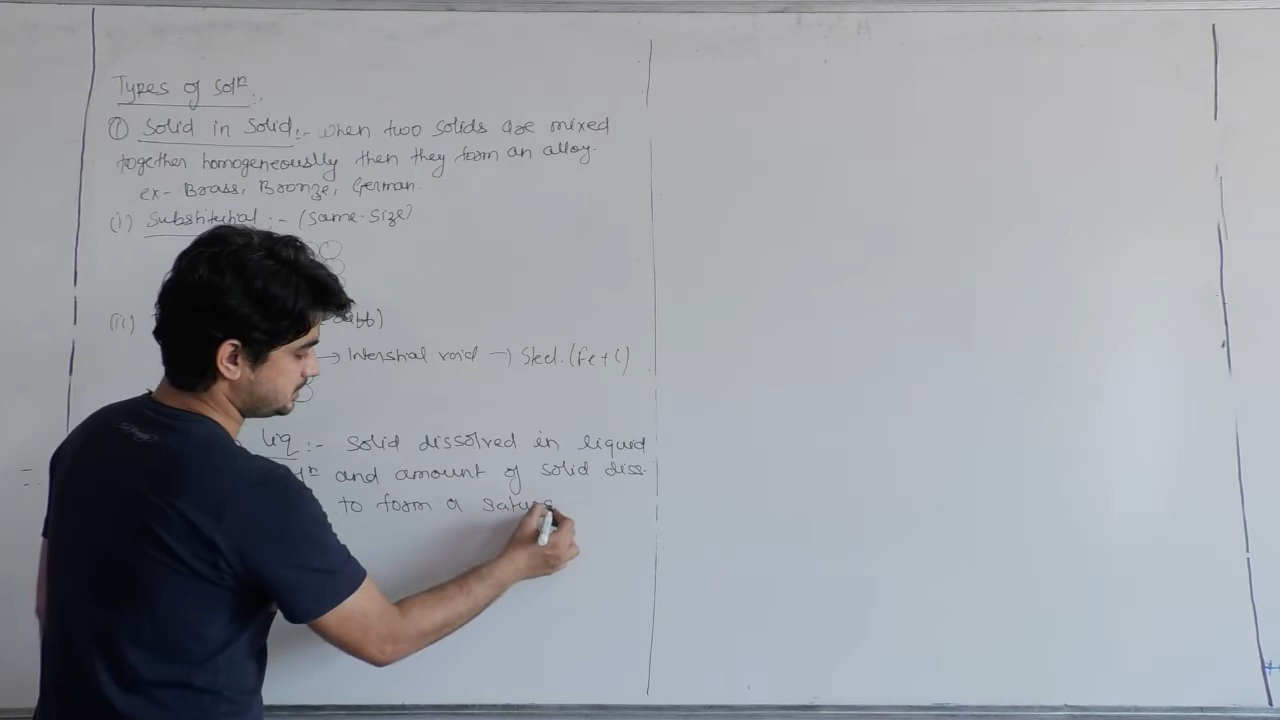 Types of Solⁿ :-
① Solid in Solid :- when two solids are mixed
together homogeneously then they form an alloy.
ex- Brass, Bronze, German.
(i) Substitutional :- (Same-Size)
(ii)
→ Interstitial void → Steel. (Fe+C)
liq :- Solid dissolved in liquid
and amount of solid diss.
to form a satura